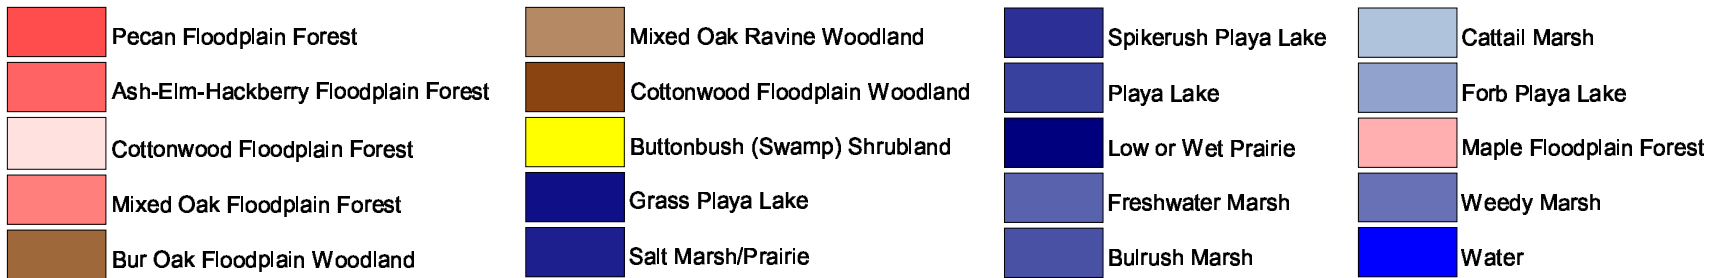 Pecan Floodplain Forest
Ash-Elm-Hackberry Floodplain Forest
Cottonwood Floodplain Forest
Mixed Oak Floodplain Forest
Bur Oak Floodplain Woodland
Mixed Oak Ravine Woodland
Cottonwood Floodplain Woodland
Buttonbush (Swamp) Shrubland
Grass Playa Lake
Salt Marsh/Prairie
Spikerush Playa Lake
Playa Lake
Low or Wet Prairie
Freshwater Marsh
Bulrush Marsh
Cattail Marsh
Forb Playa Lake
Maple Floodplain Forest
Weedy Marsh
Water